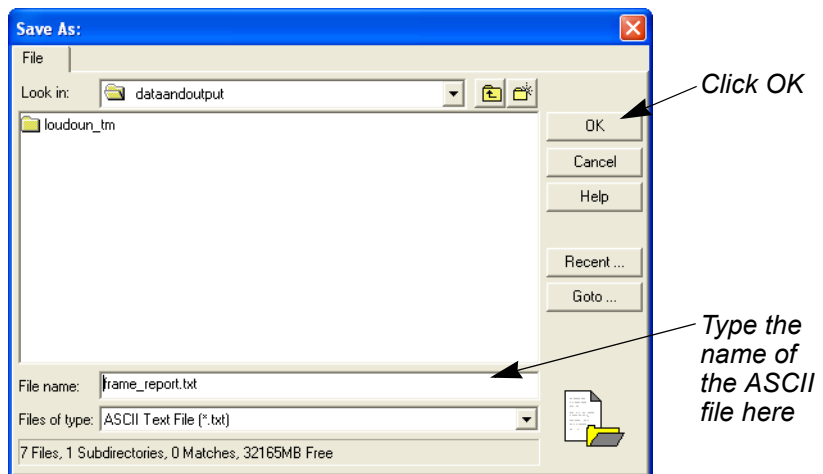 Save As:
File
Look in: dataandoutput
loudoun_tm
OK
Cancel
Help
Recent ...
Goto ...
File name: frame_report.txt
Files of type: ASCII Text File (*.txt)
7 Files, 1 Subdirectories, 0 Matches, 32165MB Free
Click OK
Type the
name of
the ASCII
file here